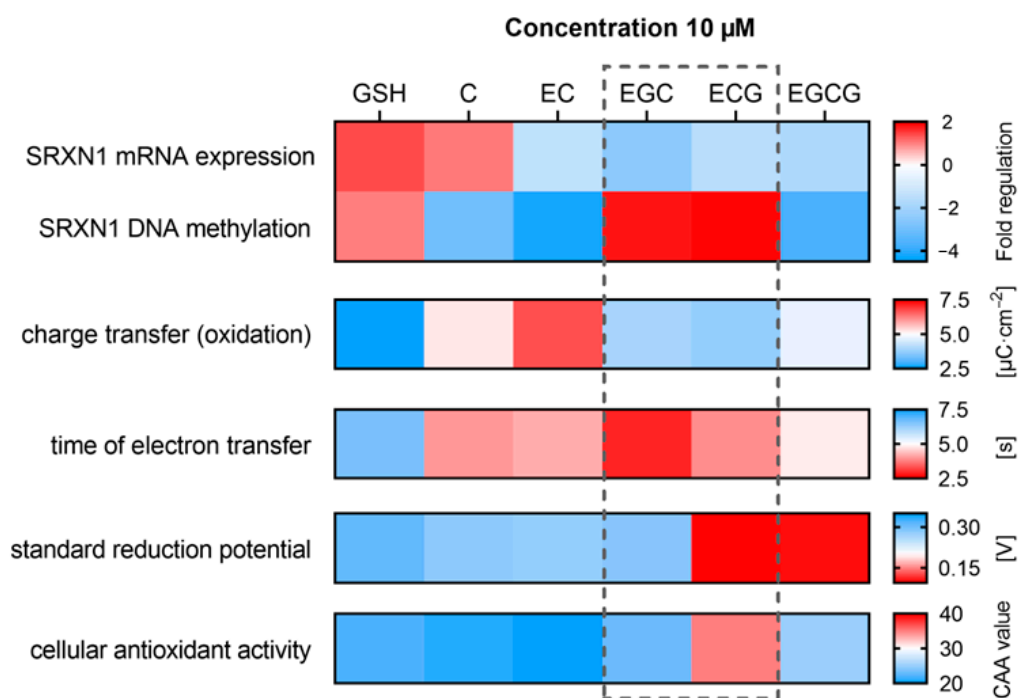 Concentration 10 µM
GSH C EC EGC ECG EGCG
SRXN1 mRNA expression
SRXN1 DNA methylation
2
0
−2
−4
Fold regulation
charge transfer (oxidation)
7.5
5.0
2.5
[µC·cm⁻²]
time of electron transfer
7.5
5.0
2.5
[s]
standard reduction potential
0.30
0.15
[V]
cellular antioxidant activity
40
30
20
CAA value